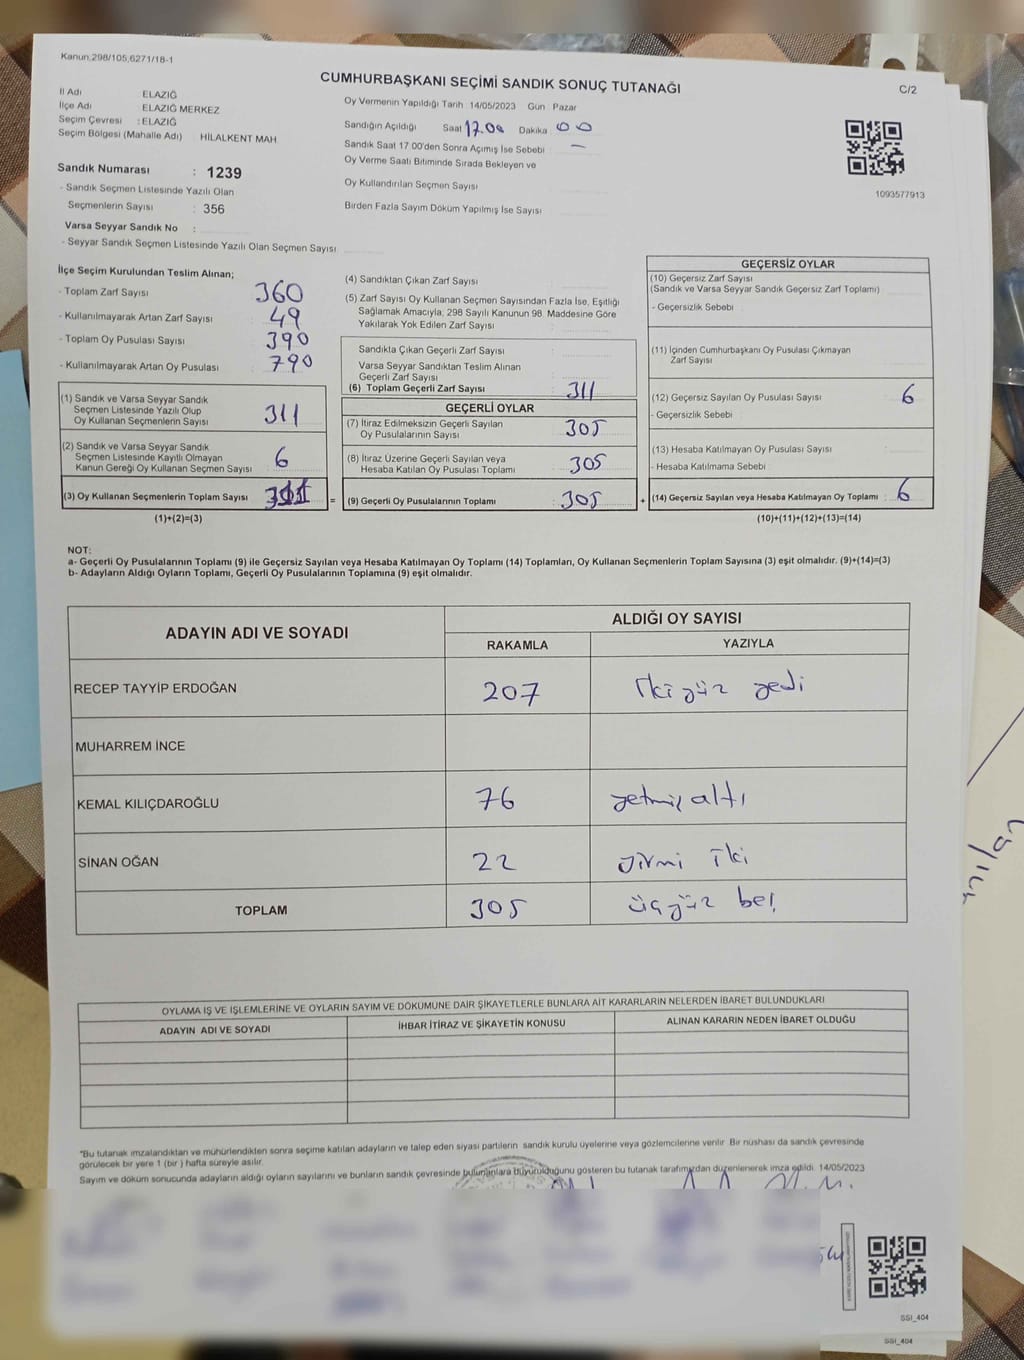 Kanun,298/105,6271/18-1
CUMHURBAŞKANI SEÇİMİ SANDIK SONUÇ TUTANAĞI
C/2
İl Adı ELAZIĞ
İlçe Adı ELAZIĞ MERKEZ
Seçim Çevresi : ELAZIĞ
Seçim Bölgesi (Mahalle Adı) HİLALKENT MAH
Sandık Numarası : 1239
- Sandık Seçmen Listesinde Yazılı Olan
Seçmenlerin Sayısı : 356
Varsa Seyyar Sandık No :
- Seyyar Sandık Seçmen Listesinde Yazılı Olan Seçmen Sayısı
Oy Vermenin Yapıldığı Tarih 14/05/2023 Gün Pazar
Sandığın Açıldığı Saat 17.00 Dakika 00
Sandık Saat 17.00'den Sonra Açımış İse Sebebi : -
Oy Verme Saati Bitiminde Sırada Bekleyen ve
Oy Kullandırılan Seçmen Sayısı
Birden Fazla Sayım Döküm Yapılmış İse Sayısı
1093577913
İlçe Seçim Kurulundan Teslim Alınan;
- Toplam Zarf Sayısı 360
- Kullanılmayarak Artan Zarf Sayısı 49
- Toplam Oy Pusulası Sayısı 390
- Kullanılmayarak Artan Oy Pusulası 790
(1) Sandık ve Varsa Seyyar Sandık
Seçmen Listesinde Yazılı Olup
Oy Kullanan Seçmenlerin Sayısı 311
(2) Sandık ve Varsa Seyyar Sandık
Seçmen Listesinde Kayıtlı Olmayan
Kanun Gereği Oy Kullanan Seçmen Sayısı 6
(3) Oy Kullanan Seçmenlerin Toplam Sayısı =
(1)+(2)=(3)
(4) Sandıktan Çıkan Zarf Sayısı
(5) Zarf Sayısı Oy Kullanan Seçmen Sayısından Fazla İse, Eşitliği
Sağlamak Amacıyla; 298 Sayılı Kanunun 98. Maddesine Göre
Yakılarak Yok Edilen Zarf Sayısı
Sandıkta Çıkan Geçerli Zarf Sayısı
Varsa Seyyar Sandıktan Teslim Alınan
Geçerli Zarf Sayısı
(6) Toplam Geçerli Zarf Sayısı 311
GEÇERLİ OYLAR
(7) İtiraz Edilmeksizin Geçerli Sayılan
Oy Pusulalarının Sayısı : 305
(8) İtiraz Üzerine Geçerli Sayılan veya
Hesaba Katılan Oy Pusulası Toplamı : 305
(9) Geçerli Oy Pusulalarının Toplamı : 305 +
GEÇERSİZ OYLAR
(10) Geçersiz Zarf Sayısı
(Sandık ve Varsa Seyyar Sandık Geçersiz Zarf Toplamı)
- Geçersizlik Sebebi :
(11) İçinden Cumhurbaşkanı Oy Pusulası Çıkmayan
Zarf Sayısı
(12) Geçersiz Sayılan Oy Pusulası Sayısı 6
- Geçersizlik Sebebi
(13) Hesaba Katılmayan Oy Pusulası Sayısı
- Hesaba Katılmama Sebebi
(14) Geçersiz Sayılan veya Hesaba Katılmayan Oy Toplamı : 6
(10)+(11)+(12)+(13)=(14)
NOT:
a- Geçerli Oy Pusulalarının Toplamı (9) ile Geçersiz Sayılan veya Hesaba Katılmayan Oy Toplamı (14) Toplamları, Oy Kullanan Seçmenlerin Toplam Sayısına (3) eşit olmalıdır. (9)+(14)=(3)
b- Adayların Aldığı Oyların Toplamı, Geçerli Oy Pusulalarının Toplamına (9) eşit olmalıdır.
ADAYIN ADI VE SOYADI
ALDIĞI OY SAYISI
RAKAMLA YAZIYLA
RECEP TAYYİP ERDOĞAN 207 İki yüz yedi
MUHARREM İNCE
KEMAL KILIÇDAROĞLU 76 yetmiş altı
SİNAN OĞAN 22 yirmi iki
TOPLAM 305 üç yüz beş
OYLAMA İŞ VE İŞLEMLERİNE VE OYLARIN SAYIM VE DÖKÜMÜNE DAİR ŞİKAYETLERLE BUNLARA AİT KARARLARIN NELERDEN İBARET BULUNDUKLARI
ADAYIN ADI VE SOYADI İHBAR İTİRAZ VE ŞİKAYETİN KONUSU ALINAN KARARIN NEDEN İBARET OLDUĞU
*Bu tutanak imzalandıktan ve mühürlendikten sonra seçime katılan adayların ve talep eden siyasi partilerin sandık kurulu üyelerine veya gözlemcilerine verilir. Bir nüshası da sandık çevresinde
görülecek bir yere 1 (bir) hafta süreyle asılır.
Sayım ve döküm sonucunda adayların aldığı oyların sayılarını ve bunların sandık çevresinde bulunanlara duyurulduğunu gösteren bu tutanak tarafımızdan düzenlenerek imza edildi. 14/05/2023
SSI_404
SSI_404